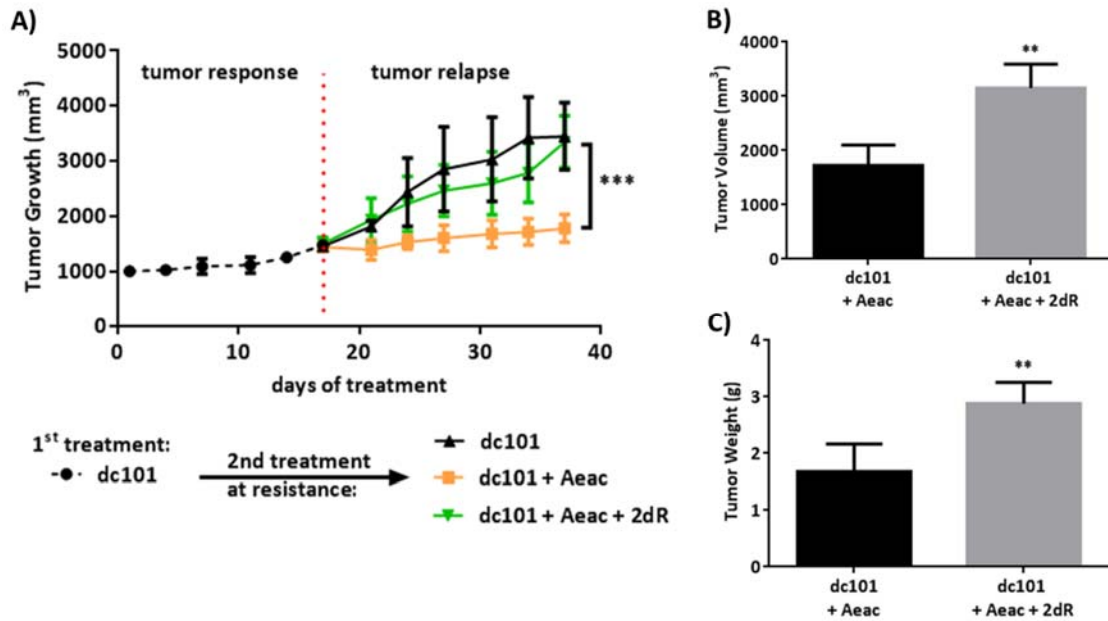 A)
Tumor Growth (mm³)
5000
4000
3000
2000
1000
0
tumor response
tumor relapse
***
0 10 20 30 40
days of treatment
1st treatment:
dc101
2nd treatment
at resistance:
dc101
dc101 + Aeac
dc101 + Aeac + 2dR
B)
Tumor Volume (mm³)
4000
3000
2000
1000
0
**
dc101
+ Aeac
dc101
+ Aeac + 2dR
C)
Tumor Weight (g)
4
3
2
1
0
**
dc101
+ Aeac
dc101
+ Aeac + 2dR